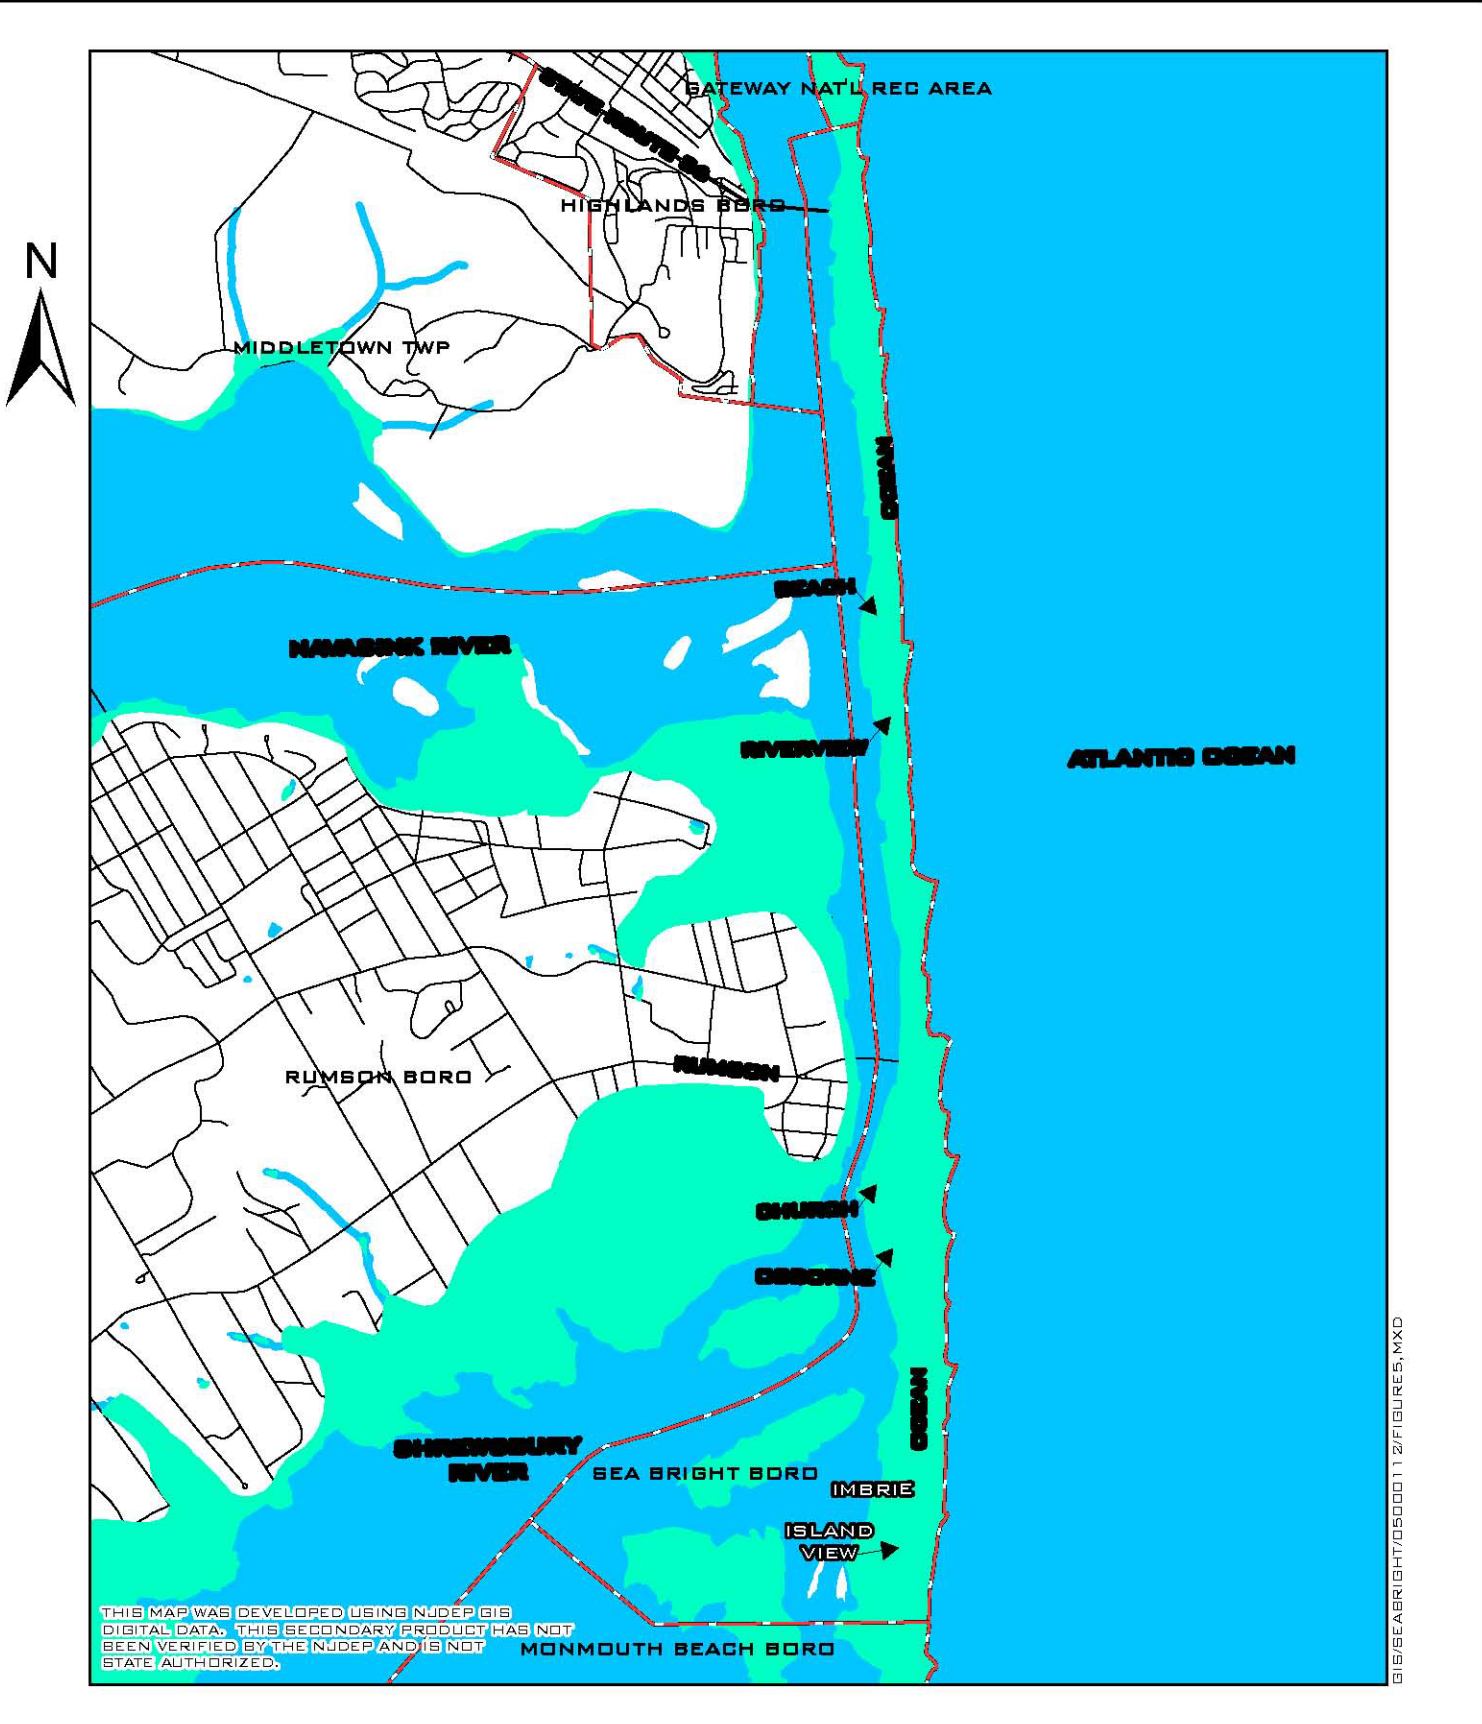 GATEWAY NAT'L REC AREA
STATE ROUTE 36
HIGHLANDS BORO
N
MIDDLETOWN TWP
OCEAN
BEACH
NAVASINK RIVER
RIVERVIEW
ATLANTIC OCEAN
RUMSON
RUMSON BORO
CHURCH
OSBORNE
OCEAN
SHREWSBURY
RIVER
SEA BRIGHT BORO
IMBRIE
ISLAND
VIEW
THIS MAP WAS DEVELOPED USING NJDEP GIS
DIGITAL DATA. THIS SECONDARY PRODUCT HAS NOT
BEEN VERIFIED BY THE NJDEP AND IS NOT
STATE AUTHORIZED.
MONMOUTH BEACH BORO
GIS/SEABRIGHT/050000112/FIGURE5.MXD